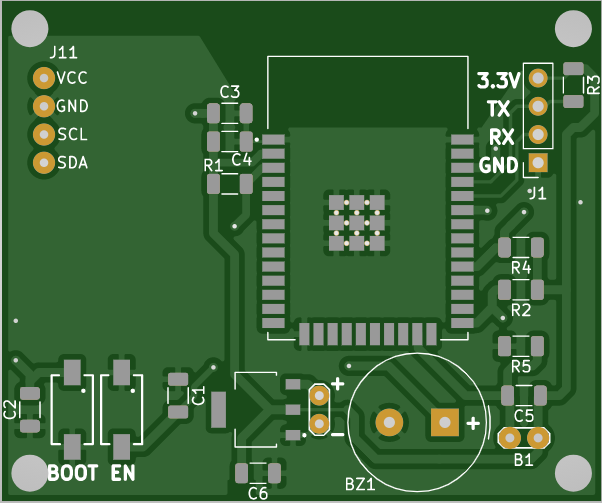 J11
VCC
GND
SCL
SDA
C3
C4
R1
3.3V
TX
RX
GND
J1
R3
R4
R2
R5
C5
B1
C2
C1
BOOT EN
C6
+
−
BZ1
+